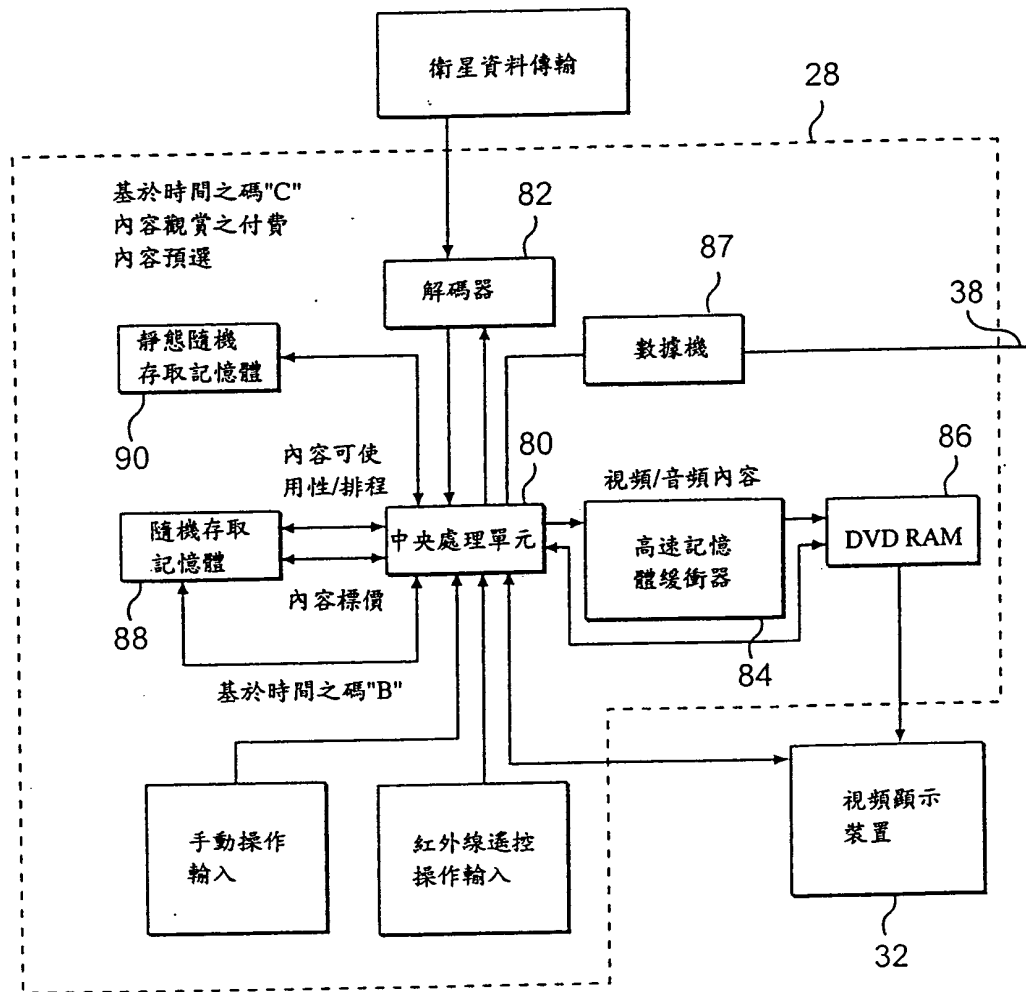 衛星資料傳輸
28
基於時間之碼"C"
內容觀賞之付費
內容預選
82
解碼器
87
數據機
38
靜態隨機
存取記憶體
90
內容可使
用性/排程
80
視頻/音頻內容
86
隨機存取
記憶體
中央處理單元
高速記憶
體緩衝器
DVD RAM
88
內容標價
84
基於時間之碼"B"
手動操作
輸入
紅外線遙控
操作輸入
視頻顯示
裝置
32